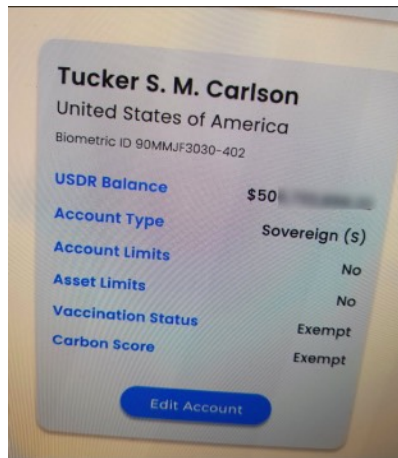 Tucker S. M. Carlson
United States of America
Biometric ID 90MMJF3030-402
USDR Balance $50
Account Type Sovereign (S)
Account Limits No
Asset Limits No
Vaccination Status Exempt
Carbon Score Exempt
Edit Account